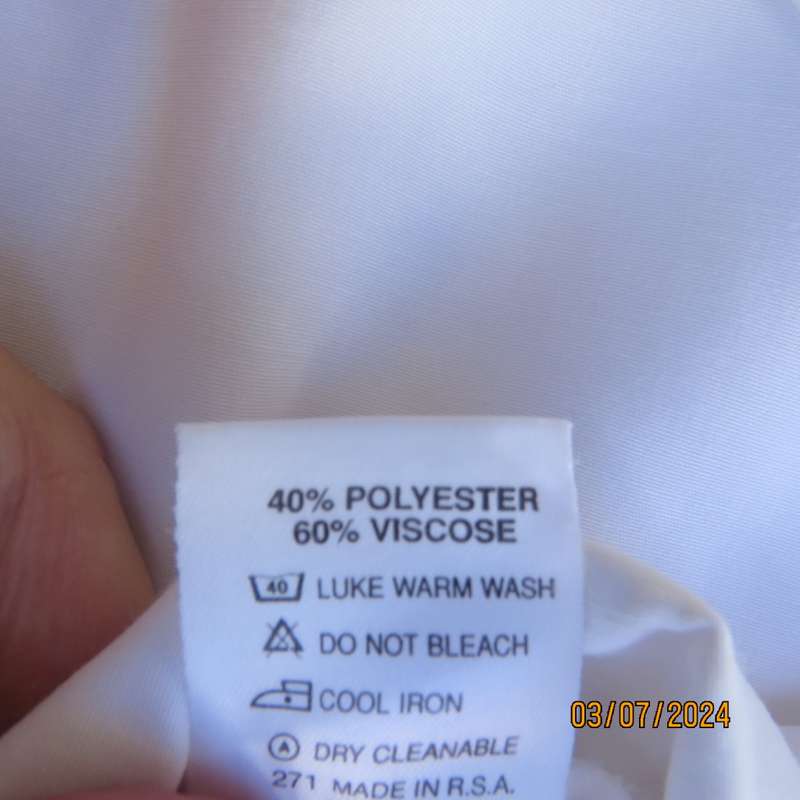 40% POLYESTER
60% VISCOSE
40 LUKE WARM WASH
DO NOT BLEACH
COOL IRON
A DRY CLEANABLE
271 MADE IN R.S.A.
03/07/2024